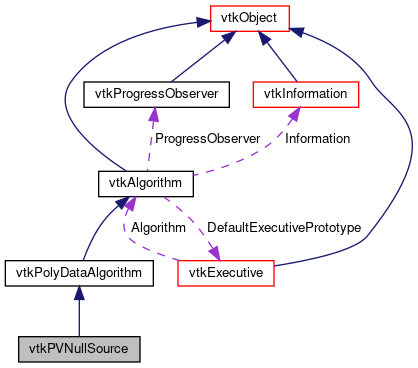 vtkObject
vtkProgressObserver
vtkInformation
ProgressObserver
Information
vtkAlgorithm
Algorithm
DefaultExecutivePrototype
vtkPolyDataAlgorithm
vtkExecutive
vtkPVNullSource